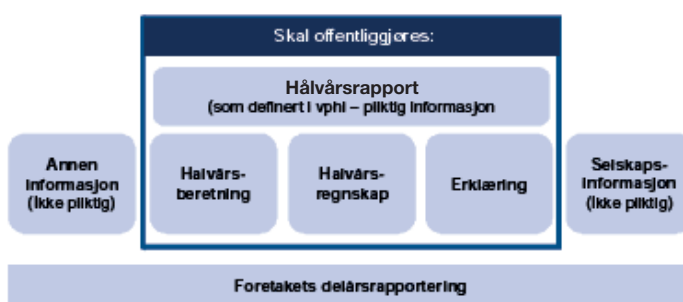 Skal offentliggjøres:
Hålvårsrapport
(som definert i vphl – pliktig informasjon
Annen
informasjon
(ikke pliktig)
Halvårs-
beretning
Halvårs-
regnskap
Erklæring
Selskaps-
informasjon
(ikke pliktig)
Foretakets delårsrapportering